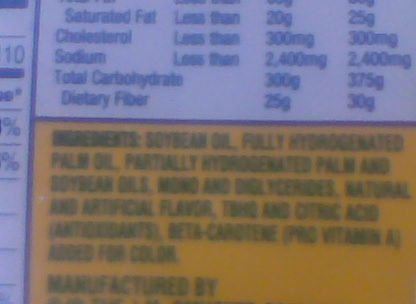 Saturated Fat Less than 20g 25g
Cholesterol Less than 300mg 300mg
Sodium Less than 2,400mg 2,400mg
Total Carbohydrate 300g 375g
Dietary Fiber 25g 30g
INGREDIENTS: SOYBEAN OIL, FULLY HYDROGENATED
PALM OIL, PARTIALLY HYDROGENATED PALM AND
SOYBEAN OILS, MONO AND DIGLYCERIDES, NATURAL
AND ARTIFICIAL FLAVOR, TBHQ AND CITRIC ACID
(ANTIOXIDANTS), BETA-CAROTENE (PRO VITAMIN A)
ADDED FOR COLOR.
MANUFACTURED BY